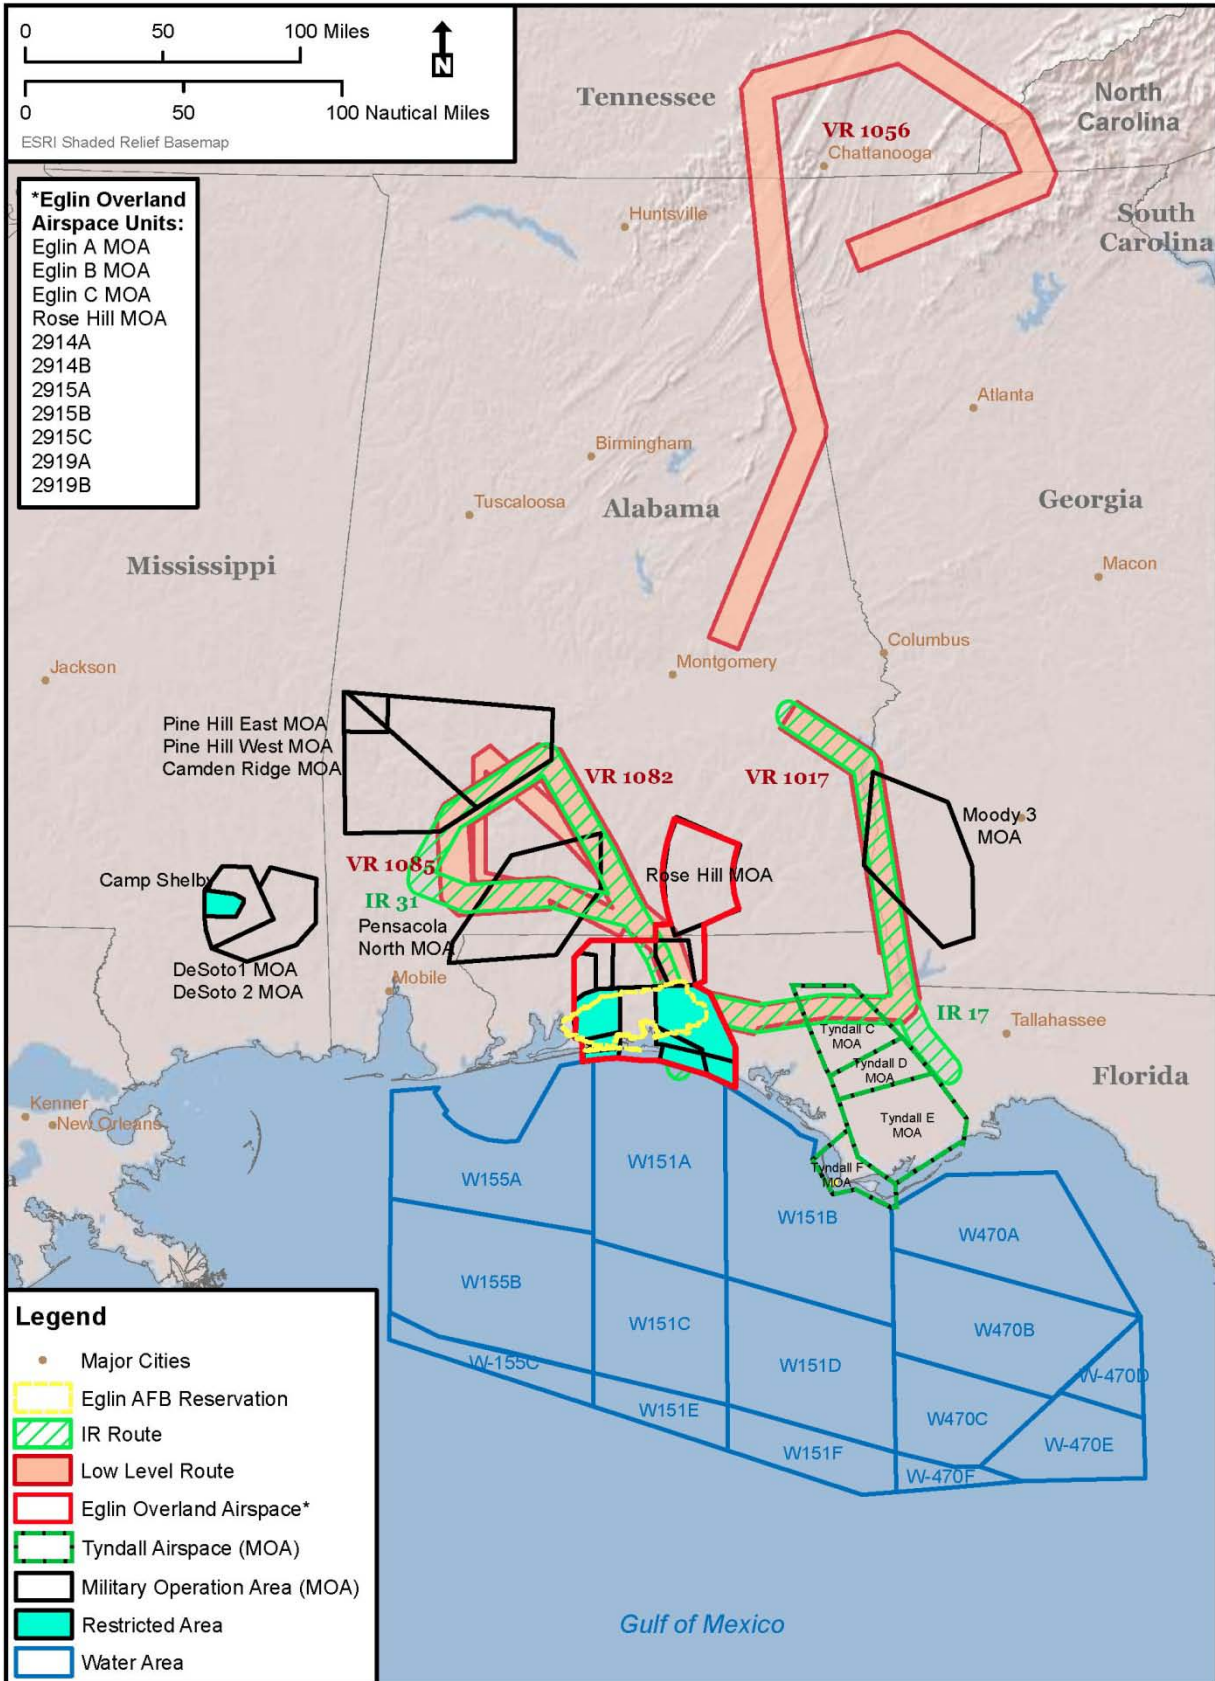 0 50 100 Miles
N
0 50 100 Nautical Miles
ESRI Shaded Relief Basemap
*Eglin Overland
Airspace Units:
Eglin A MOA
Eglin B MOA
Eglin C MOA
Rose Hill MOA
2914A
2914B
2915A
2915B
2915C
2919A
2919B
Tennessee
North
Carolina
VR 1056
Chattanooga
Huntsville
South
Carolina
Atlanta
Birmingham
Tuscaloosa
Alabama
Georgia
Mississippi
Macon
Columbus
Jackson
Montgomery
Pine Hill East MOA
Pine Hill West MOA
Camden Ridge MOA
VR 1082
VR 1017
Moody 3
MOA
VR 1085
Camp Shelby
Rose Hill MOA
IR 31
Pensacola
North MOA
DeSoto1 MOA
DeSoto 2 MOA
Mobile
IR 17
Tallahassee
Tyndall C
MOA
Tyndall D
MOA
Florida
Kenner
New Orleans
Tyndall E
MOA
Tyndall F
MOA
W155A
W151A
W151B
W470A
W155B
W151C
W151D
W470B
W-155C
W-470D
W151E
W470C
W-470E
W151F
W-470F
Legend
Major Cities
Eglin AFB Reservation
IR Route
Low Level Route
Eglin Overland Airspace*
Tyndall Airspace (MOA)
Military Operation Area (MOA)
Restricted Area
Water Area
Gulf of Mexico